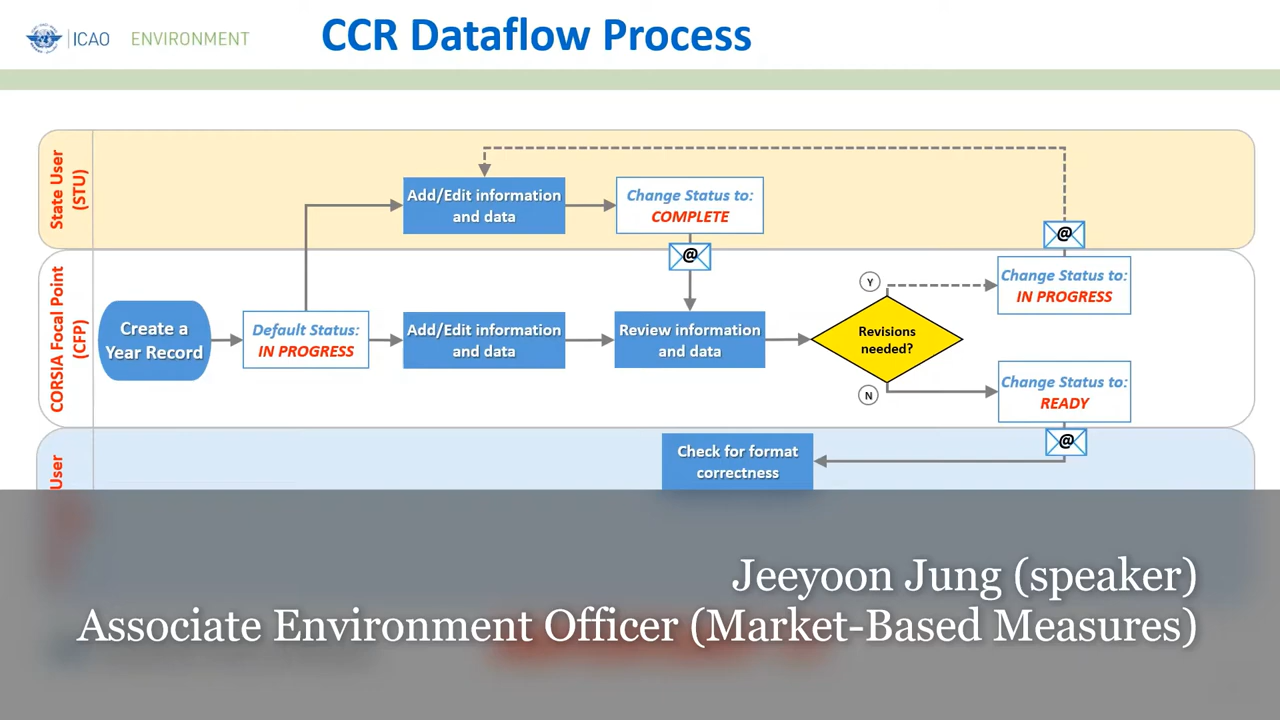 ICAO ENVIRONMENT
CCR Dataflow Process
State User
(STU)
Add/Edit information
and data
Change Status to:
COMPLETE
@
@
CORSIA Focal Point
(CFP)
Create a
Year Record
Default Status:
IN PROGRESS
Add/Edit information
and data
Review information
and data
Revisions
needed?
Y
N
Change Status to:
IN PROGRESS
Change Status to:
READY
@
User
Check for format
correctness
Jeeyoon Jung (speaker)
Associate Environment Officer (Market-Based Measures)